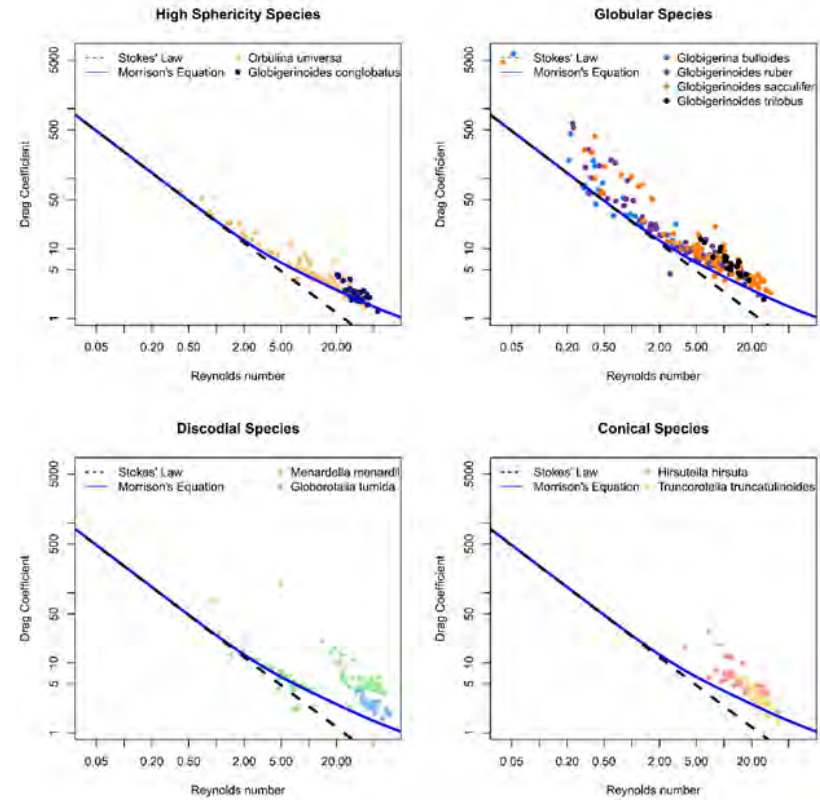 High Sphericity Species
Globular Species
Stokes' Law
Morrison's Equation
Orbulina universa
Globigerinoides conglobatus
Stokes' Law
Morrison's Equation
Globigerina bulloides
Globigerinoides ruber
Globigerinoides sacculifer
Globigerinoides trilobus
Drag Coefficient
5000
500
50
10
5
1
0.05
0.20
0.50
2.00
5.00
20.00
Reynolds number
Drag Coefficient
5000
500
50
10
5
1
0.05
0.20
0.50
2.00
5.00
20.00
Reynolds number
Discodial Species
Conical Species
Stokes' Law
Morrison's Equation
Menardella menardii
Globorotalia tumida
Stokes' Law
Morrison's Equation
Hirsutella hirsuta
Truncorotalia truncatulinoides
Drag Coefficient
5000
500
50
10
5
1
0.05
0.20
0.50
2.00
5.00
20.00
Reynolds number
Drag Coefficient
5000
500
50
10
5
1
0.05
0.20
0.50
2.00
5.00
20.00
Reynolds number